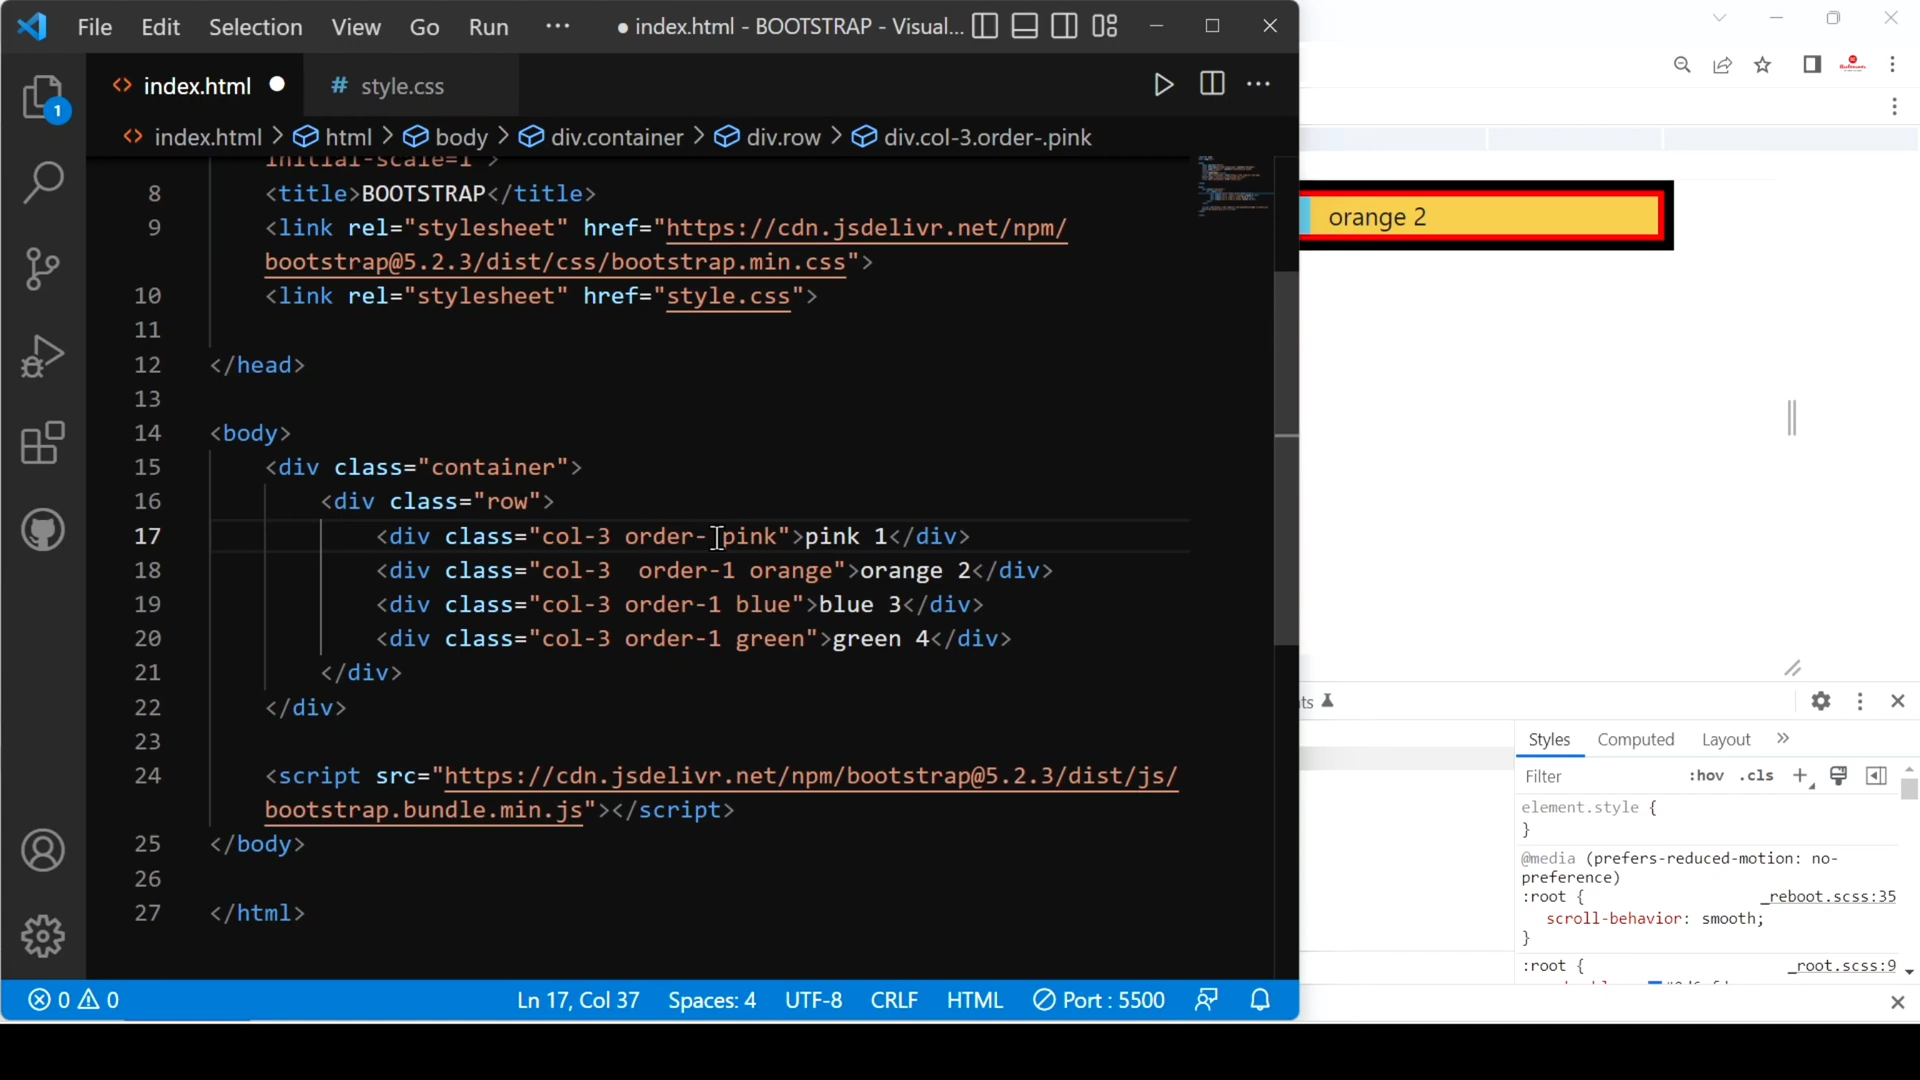 File Edit Selection View Go Run ··· ● index.html - BOOTSTRAP - Visual...
index.html ● # style.css
1
<> index.html > html > body > div.container > div.row > div.col-3.order-.pink
initial-scale=1">
8 <title>BOOTSTRAP</title>
9 <link rel="stylesheet" href="https://cdn.jsdelivr.net/npm/
bootstrap@5.2.3/dist/css/bootstrap.min.css">
10 <link rel="stylesheet" href="style.css">
11
12 </head>
13
14 <body>
15 <div class="container">
16 <div class="row">
17 <div class="col-3 order- pink">pink 1</div>
18 <div class="col-3  order-1 orange">orange 2</div>
19 <div class="col-3 order-1 blue">blue 3</div>
20 <div class="col-3 order-1 green">green 4</div>
21 </div>
22 </div>
23
24 <script src="https://cdn.jsdelivr.net/npm/bootstrap@5.2.3/dist/js/
bootstrap.bundle.min.js"></script>
25 </body>
26
27 </html>
0 0 Ln 17, Col 37 Spaces: 4 UTF-8 CRLF HTML Port : 5500
orange 2
ts
Styles Computed Layout »
Filter :hov .cls +
element.style {
}
@media (prefers-reduced-motion: no-
preference)
:root { _reboot.scss:35
scroll-behavior: smooth;
}
:root { _root.scss:9